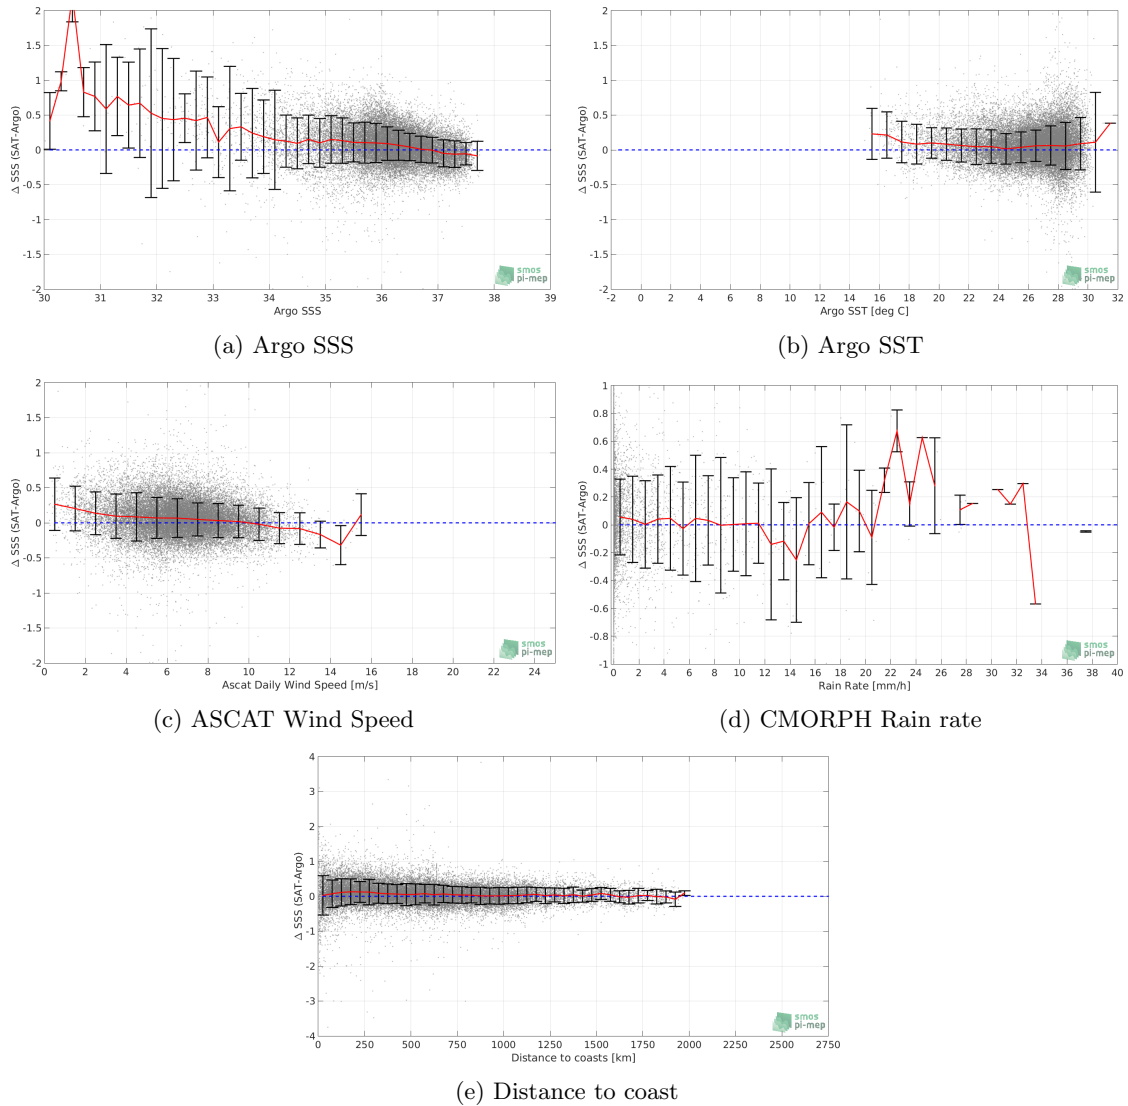 2
1.5
1
0.5
0
-0.5
-1
-1.5
-2
Δ SSS (SAT-Argo)
30 31 32 33 34 35 36 37 38 39
Argo SSS
smos
pi-mep
(a) Argo SSS
2
1.5
1
0.5
0
-0.5
-1
-1.5
-2
Δ SSS (SAT-Argo)
-2 0 2 4 6 8 10 12 14 16 18 20 22 24 26 28 30 32
Argo SST [deg C]
smos
pi-mep
(b) Argo SST
2
1.5
1
0.5
0
-0.5
-1
-1.5
-2
Δ SSS (SAT-Argo)
0 2 4 6 8 10 12 14 16 18 20 22 24
Ascat Daily Wind Speed [m/s]
smos
pi-mep
(c) ASCAT Wind Speed
1
0.8
0.6
0.4
0.2
0
-0.2
-0.4
-0.6
-0.8
-1
Δ SSS (SAT-Argo)
0 2 4 6 8 10 12 14 16 18 20 22 24 26 28 30 32 34 36 38 40
Rain Rate [mm/h]
smos
pi-mep
(d) CMORPH Rain rate
4
3
2
1
0
-1
-2
-3
-4
Δ SSS (SAT-Argo)
0 250 500 750 1000 1250 1500 1750 2000 2250 2500 2750
Distance to coasts [km]
smos
pi-mep
(e) Distance to coast